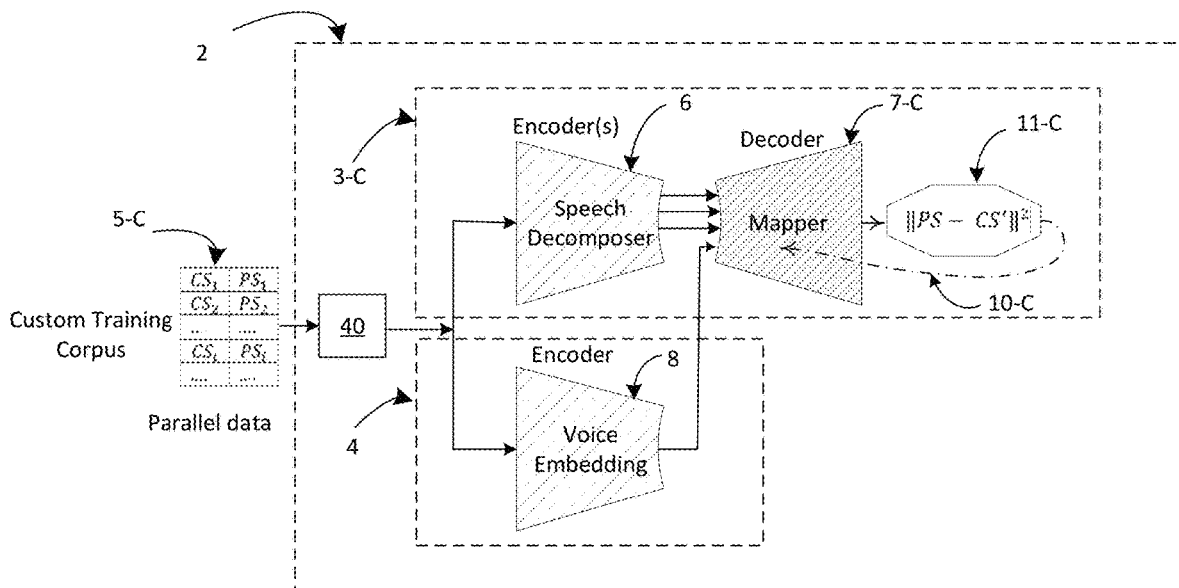 2
6
7-C
11-C
Encoder(s)
Decoder
3-C
Speech
Decomposer
Mapper
‖PS − CS′‖²
5-C
10-C
CS₁ PS₁
CS₂ PS₂
.. ....
CSᵢ PSᵢ
.... ....
Custom Training
Corpus
40
Encoder
8
Parallel data
4
Voice
Embedding